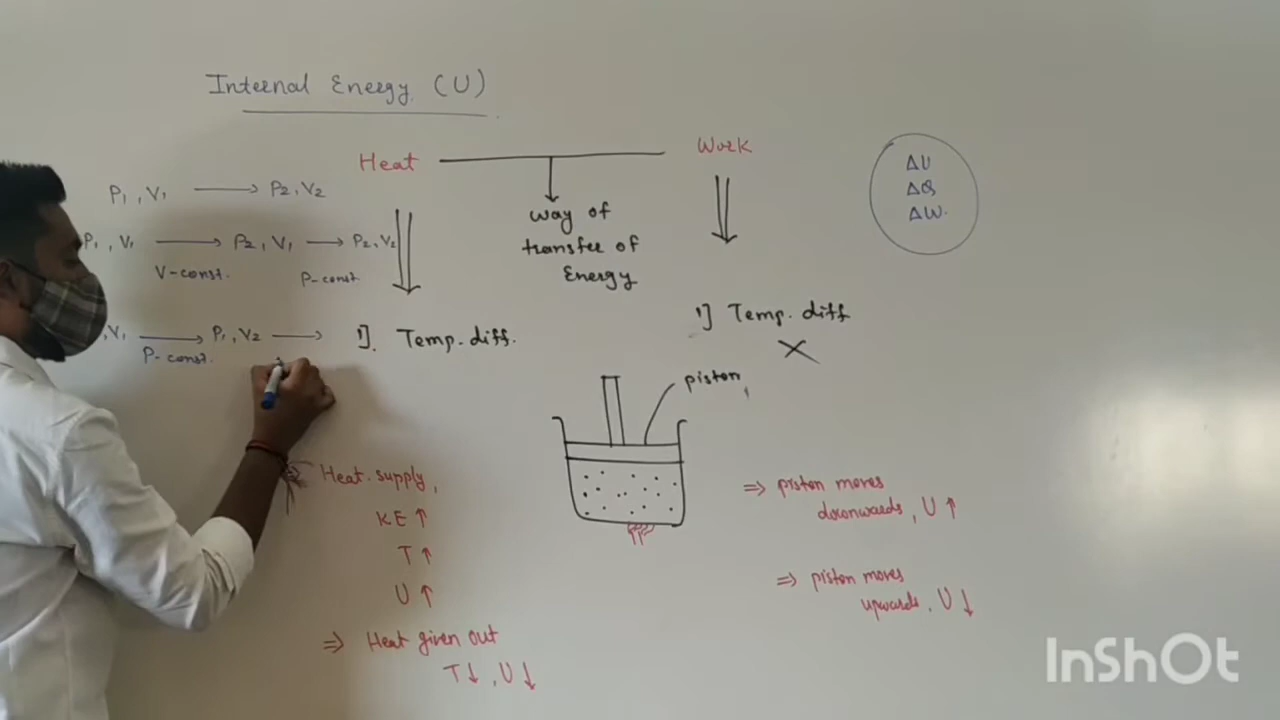 Internal Energy (U)
Heat
Work
way of
transfer of
Energy
ΔU
ΔQ
ΔW.
P1, V1 → P2, V2
P1, V1 → P2, V1 → P2, V2
V-const.
P-const.
, V1 → P1, V2 →
P-const.
1]. Temp. diff.
1] Temp. diff
piston
⇒ Heat supply,
KE ↑
T ↑
U ↑
⇒ Heat given out
T↓, U↓
⇒ piston moves
downwards, U ↑
⇒ piston moves
upwards, U ↓
InShOt